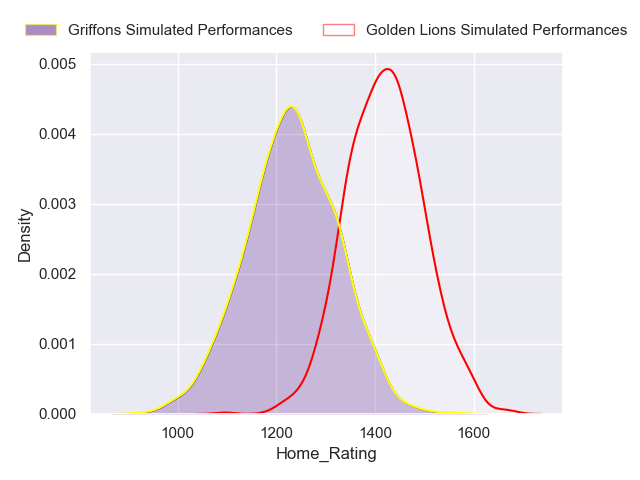 Griffons Simulated Performances Golden Lions Simulated Performances
0.005
0.004
0.003
0.002
0.001
0.000
Density
1000 1200 1400 1600
Home_Rating